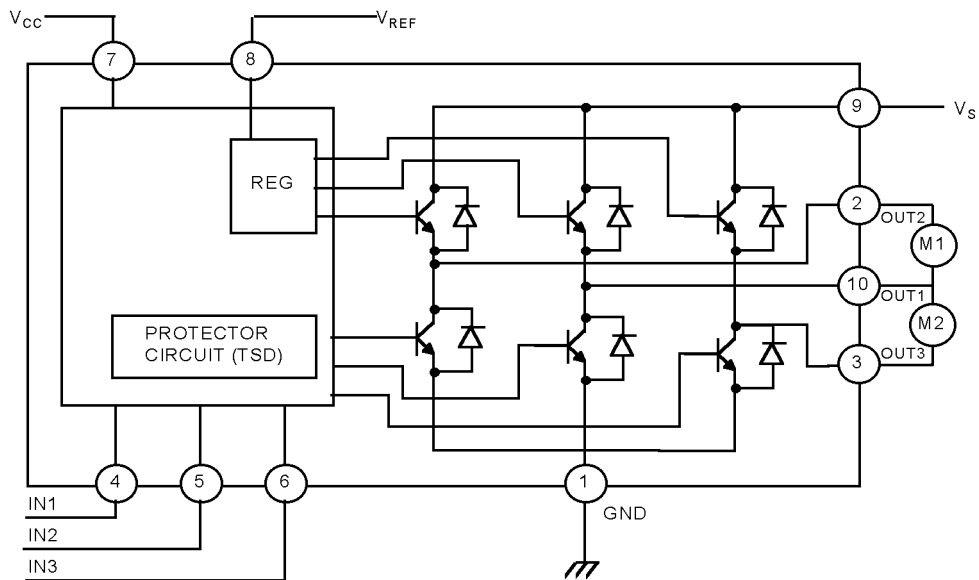 VCC
VREF
7
8
9
VS
REG
2
OUT2
M1
10
OUT1
M2
PROTECTOR
CIRCUIT (TSD)
OUT3
3
4
5
6
1
IN1
GND
IN2
IN3